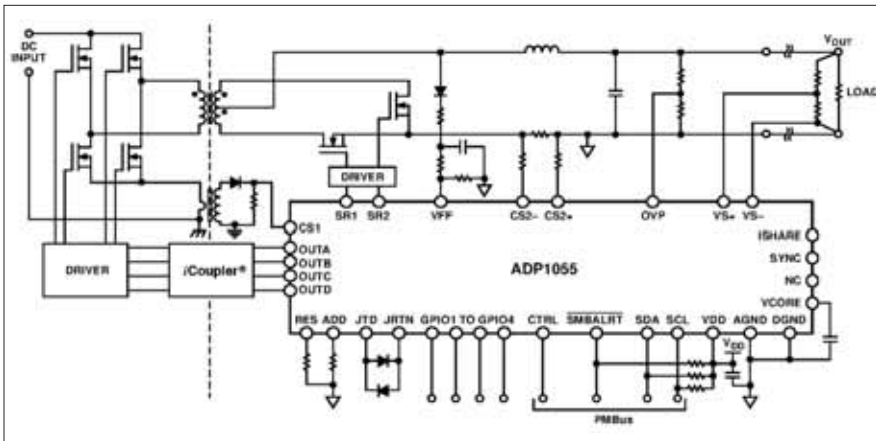 DC
INPUT
VOUT
LOAD
DRIVER
SR1 SR2 VFF CS2– CS2+ OVP VS+ VS–
CS1
OUTA
OUTB
OUTC
OUTD
DRIVER
iCoupler®
ADP1055
ISHARE
SYNC
NC
VCORE
RES ADD JTD JRTN GPIO1 TO GPIO4 CTRL SMBALRT SDA SCL VDD AGND DGND
VDD
PMBus